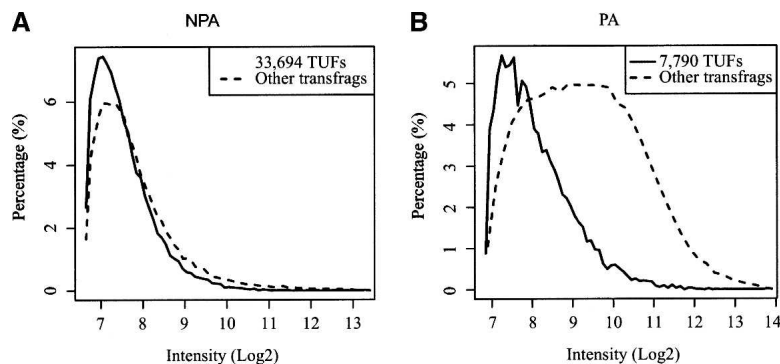 A
NPA
33,694 TUFs
Other transfrags
Percentage (%)
0 2 4 6
7 8 9 10 11 12 13
Intensity (Log2)
B
PA
7,790 TUFs
Other transfrags
Percentage (%)
0 1 2 3 4 5
7 8 9 10 11 12 13 14
Intensity (Log2)